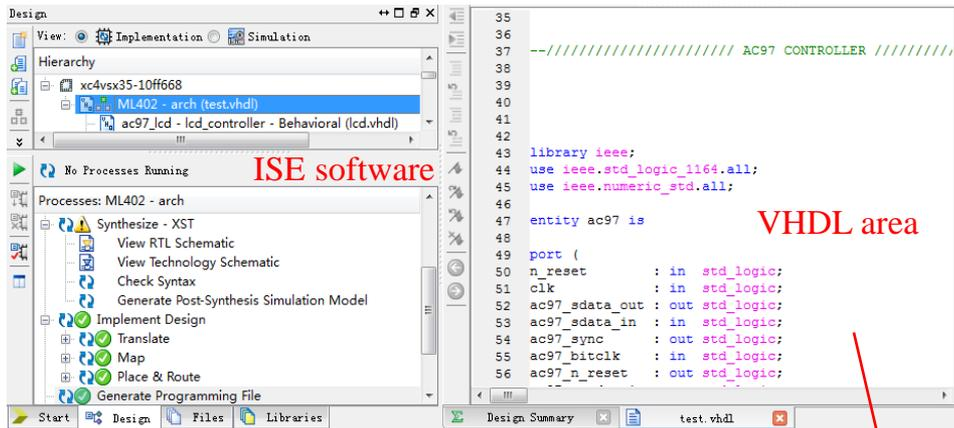 Design
View: Implementation Simulation
Hierarchy
xc4vsx35-10ff668
ML402 - arch (test.vhdl)
ac97_lcd - lcd_controller - Behavioral (lcd.vhdl)
No Processes Running
ISE software
Processes: ML402 - arch
Synthesize - XST
View RTL Schematic
View Technology Schematic
Check Syntax
Generate Post-Synthesis Simulation Model
Implement Design
Translate
Map
Place & Route
Generate Programming File
Start Design Files Libraries
35
36
37 --/////////////////////// AC97 CONTROLLER //////////
38
39
40
41
42
43 library ieee;
44 use ieee.std_logic_1164.all;
45 use ieee.numeric_std.all;
46
47 entity ac97 is
VHDL area
48
49 port (
50 n_reset : in std_logic;
51 clk : in std_logic;
52 ac97_sdata_out : out std_logic;
53 ac97_sdata_in : in std_logic;
54 ac97_sync : out std_logic;
55 ac97_bitclk : in std_logic;
56 ac97_n_reset : out std_logic;
Design Summary test.vhdl